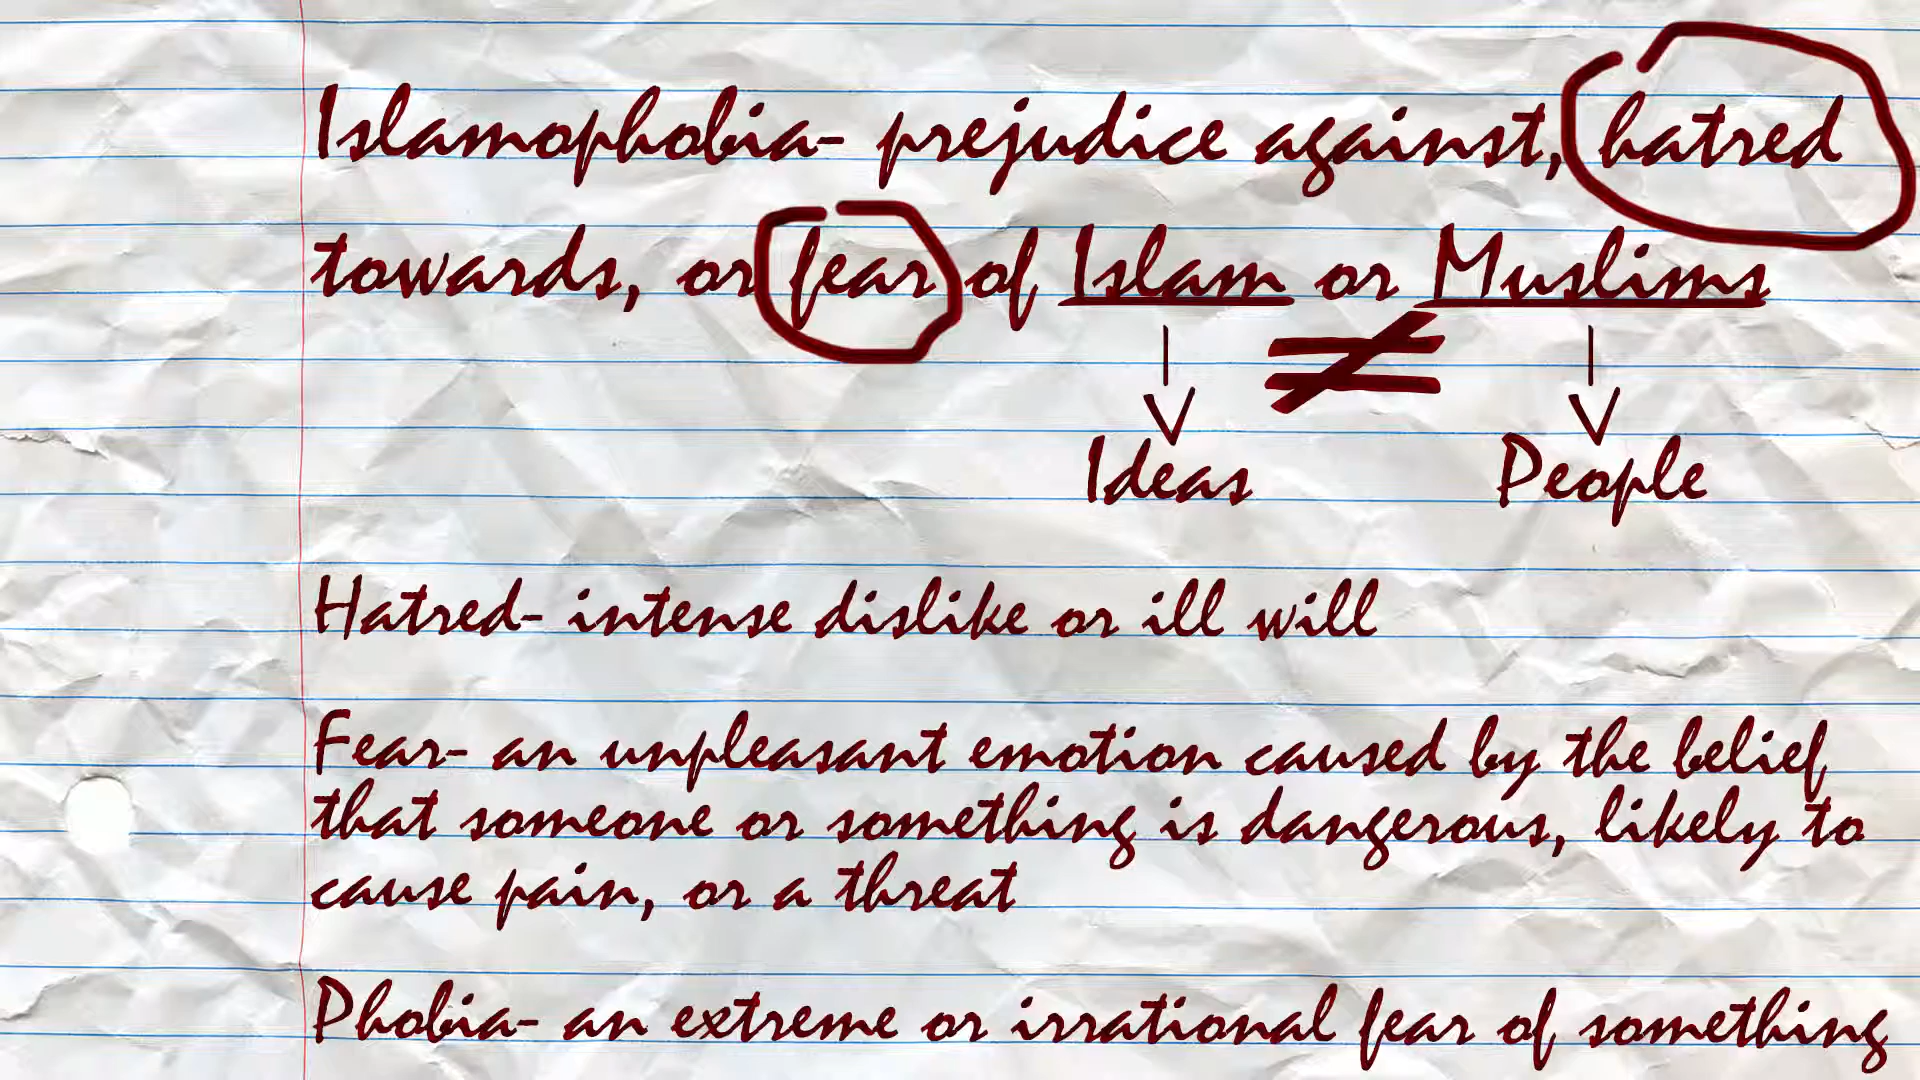 Islamophobia- prejudice against, hatred
towards, or fear of Islam or Muslims
≠
Ideas People
Hatred- intense dislike or ill will
Fear- an unpleasant emotion caused by the belief
that someone or something is dangerous, likely to
cause pain, or a threat
Phobia- an extreme or irrational fear of something